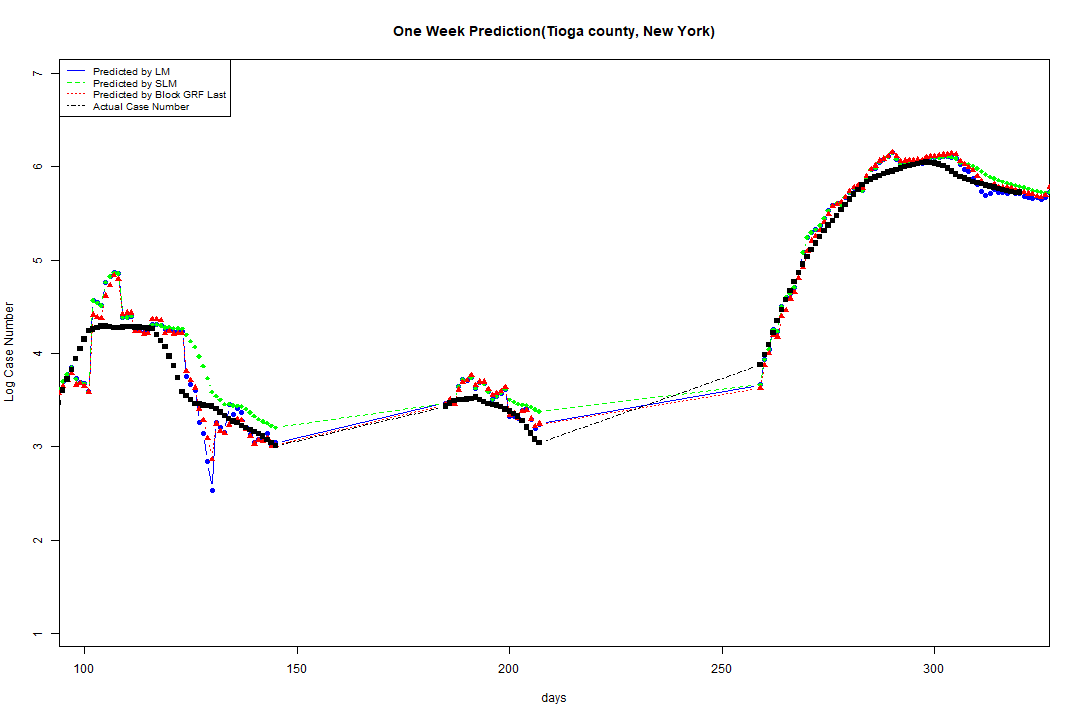 One Week Prediction(Tioga county, New York)
Predicted by LM
Predicted by SLM
Predicted by Block GRF Last
Actual Case Number
7
6
5
4
3
2
1
Log Case Number
100 150 200 250 300
days